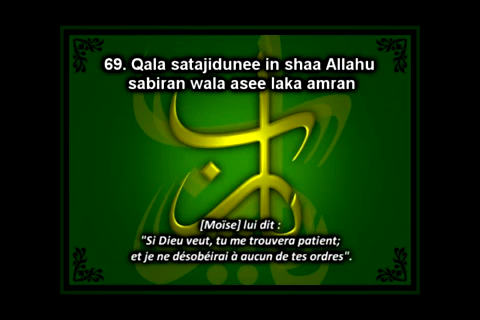 69. Qala satajidunee in shaa Allahu
sabiran wala asee laka amran
[Moïse] lui dit :
"Si Dieu veut, tu me trouvera patient;
et je ne désobéirai à aucun de tes ordres".